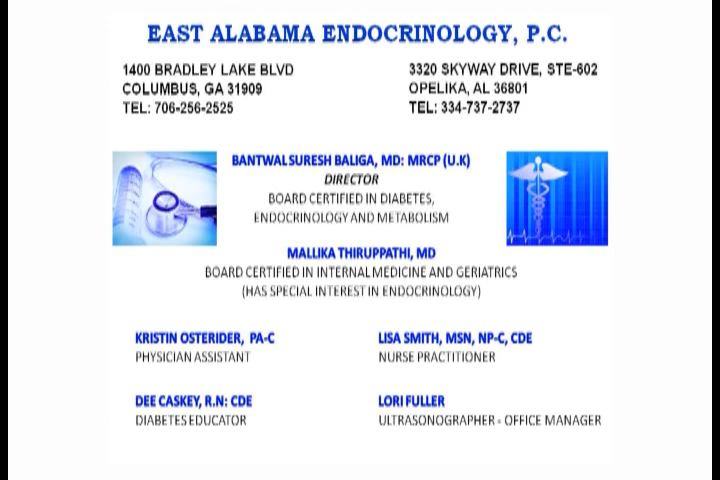 EAST ALABAMA ENDOCRINOLOGY, P.C.
1400 BRADLEY LAKE BLVD
COLUMBUS, GA 31909
TEL: 706-256-2525
3320 SKYWAY DRIVE, STE-602
OPELIKA, AL 36801
TEL: 334-737-2737
BANTWAL SURESH BALIGA, MD: MRCP (U.K)
DIRECTOR
BOARD CERTIFIED IN DIABETES,
ENDOCRINOLOGY AND METABOLISM
MALLIKA THIRUPPATHI, MD
BOARD CERTIFIED IN INTERNAL MEDICINE AND GERIATRICS
(HAS SPECIAL INTEREST IN ENDOCRINOLOGY)
KRISTIN OSTERIDER, PA-C
PHYSICIAN ASSISTANT
LISA SMITH, MSN, NP-C, CDE
NURSE PRACTITIONER
DEE CASKEY, R.N: CDE
DIABETES EDUCATOR
LORI FULLER
ULTRASONOGRAPHER - OFFICE MANAGER